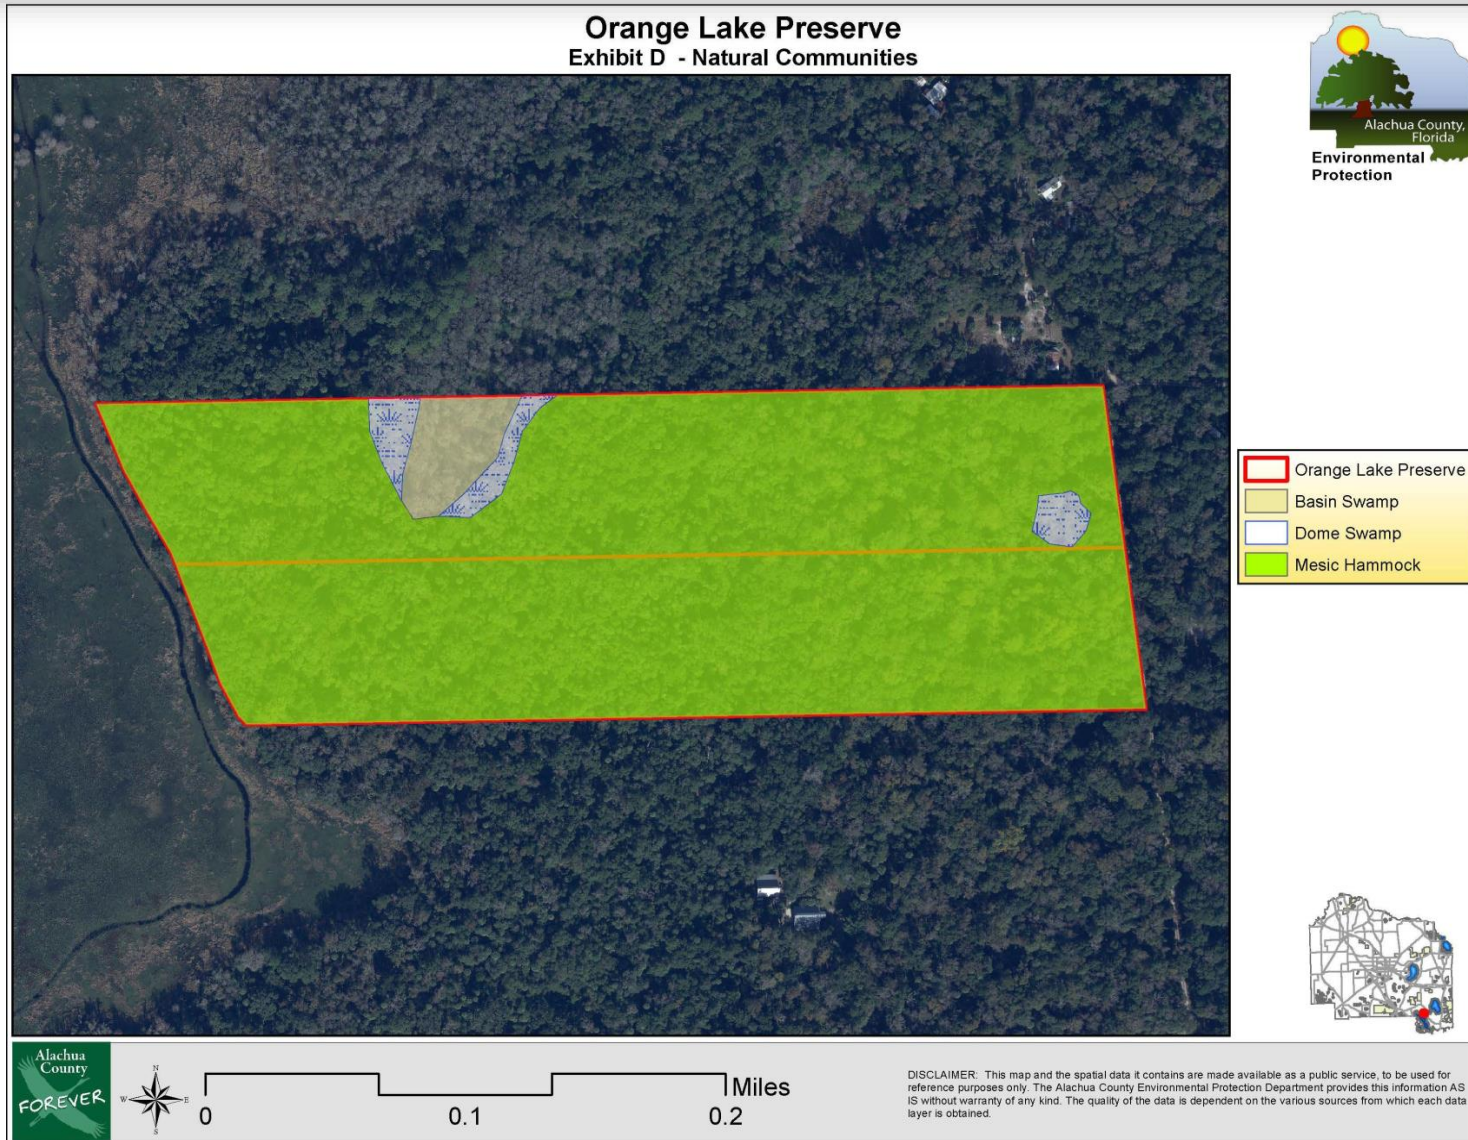 Orange Lake Preserve
Exhibit D - Natural Communities
Alachua County,
Florida
Environmental
Protection
Orange Lake Preserve
Basin Swamp
Dome Swamp
Mesic Hammock
Alachua
County
FOREVER
N
W
E
S
0
0.1
0.2
Miles
DISCLAIMER: This map and the spatial data it contains are made available as a public service, to be used for
reference purposes only. The Alachua County Environmental Protection Department provides this information AS
IS without warranty of any kind. The quality of the data is dependent on the various sources from which each data
layer is obtained.